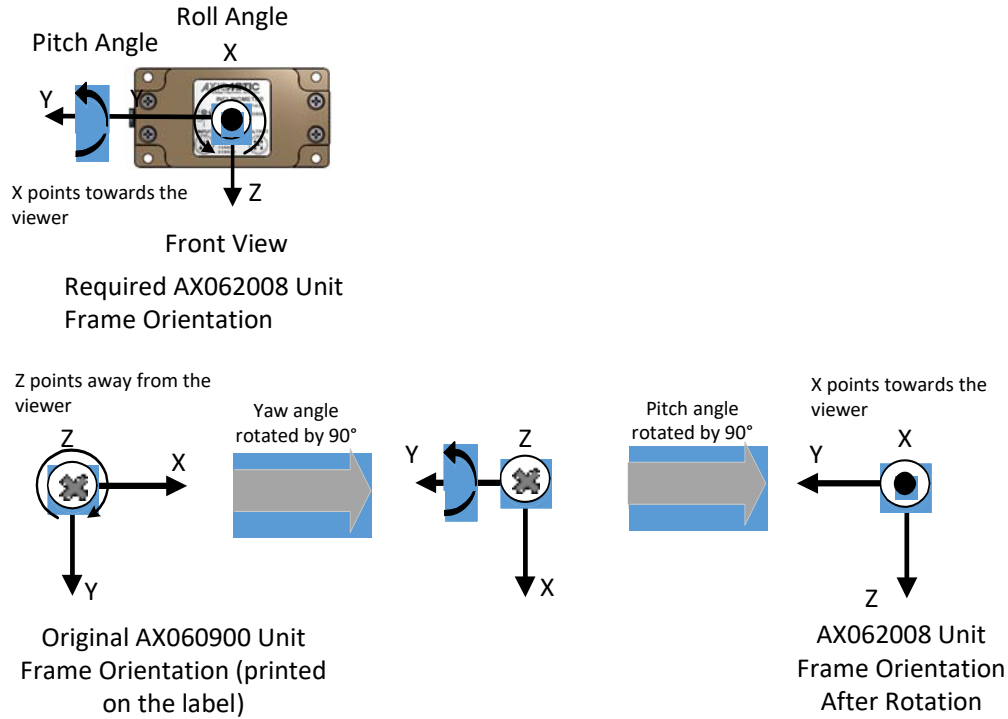 Roll Angle
Pitch Angle
X
Y
Y
Z
X points towards the
viewer
Front View
Required AX062008 Unit
Frame Orientation
Z points away from the
viewer
Z
X
Y
Yaw angle
rotated by 90°
Y
Z
X
Pitch angle
rotated by 90°
X points towards the
viewer
X
Y
Z
Original AX060900 Unit
Frame Orientation (printed
on the label)
AX062008 Unit
Frame Orientation
After Rotation